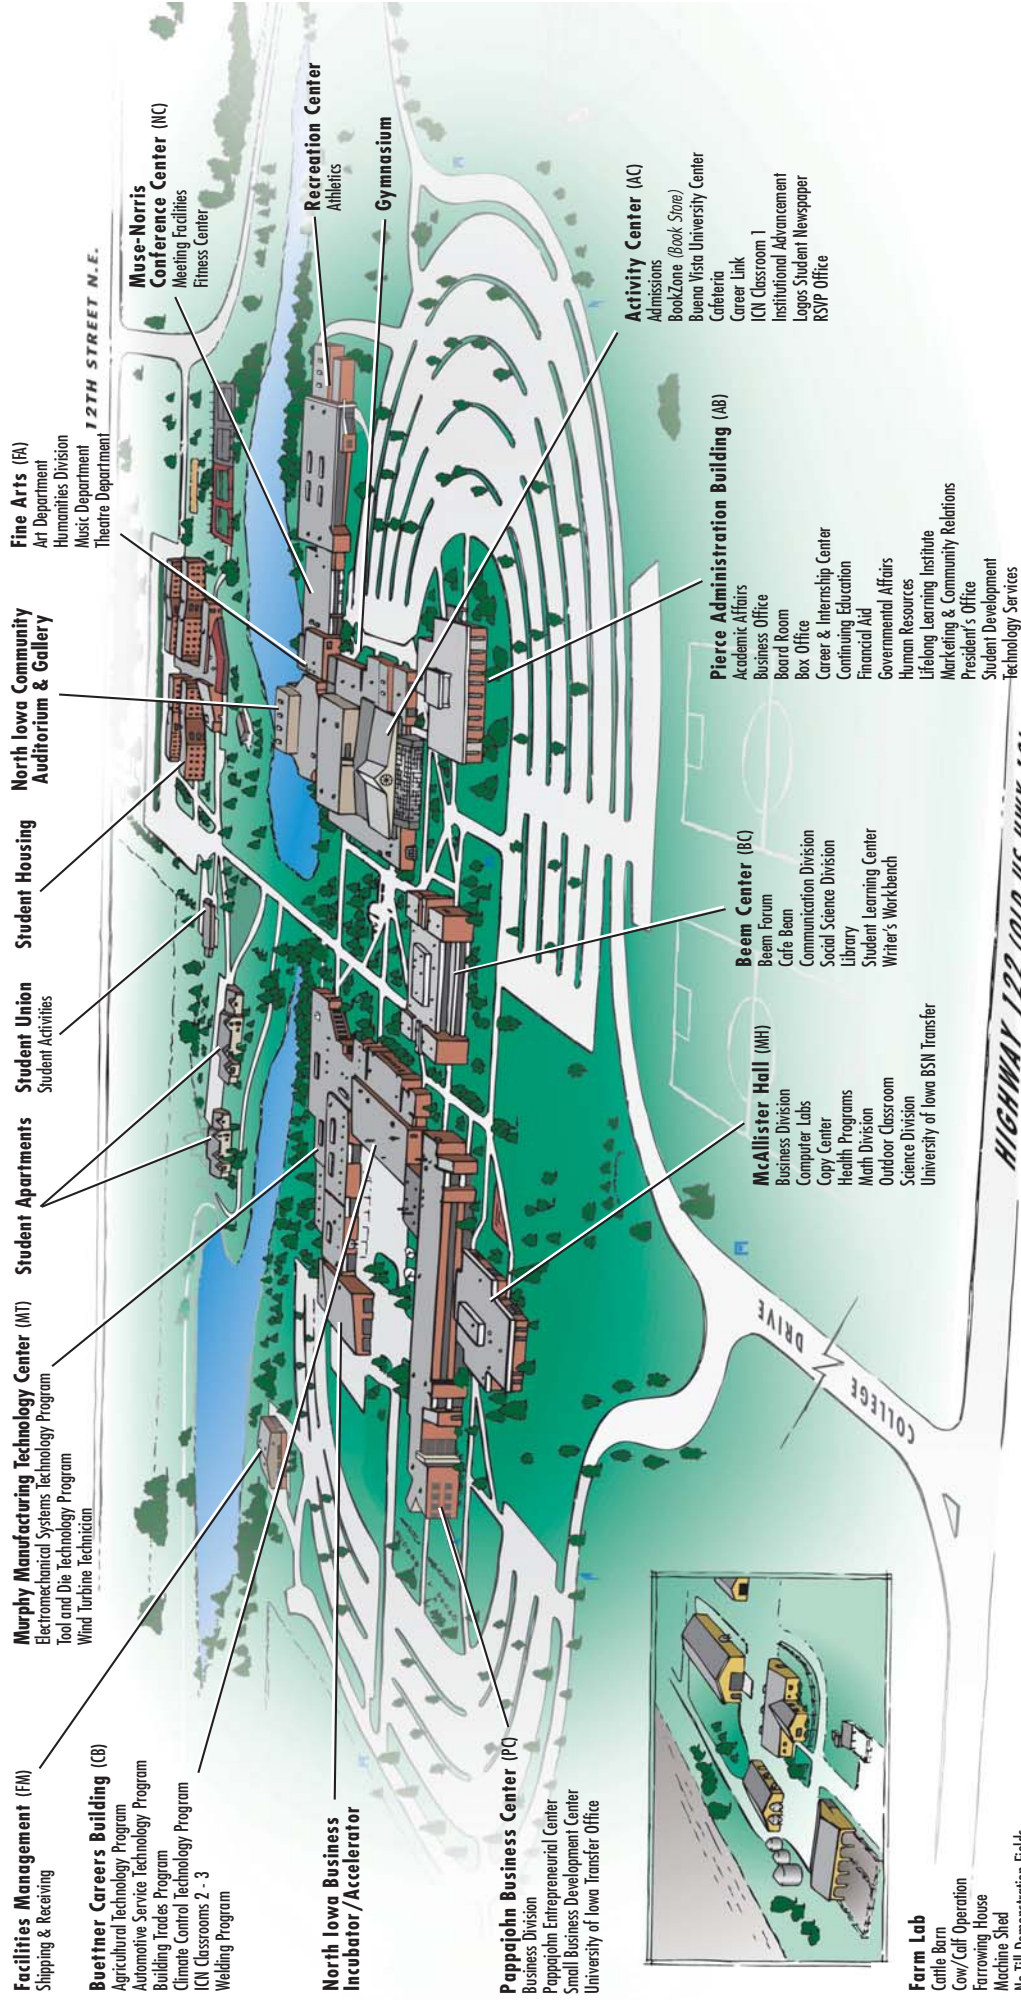 Facilities Management (FM)
Shipping & Receiving
Buettner Careers Building (CB)
Agricultural Technology Program
Automotive Service Technology Program
Building Trades Program
Climate Control Technology Program
ICN Classrooms 2 - 3
Welding Program
North Iowa Business
Incubator/Accelerator
Pappajohn Business Center (PC)
Business Division
Pappajohn Entrepreneurial Center
Small Business Development Center
University of Iowa Transfer Office
Farm Lab
Cattle Barn
Cow/Calf Operation
Farrowing House
Machine Shed
No Till Demonstration Fields
Murphy Manufacturing Technology Center (MT)
Electromechanical Systems Technology Program
Tool and Die Technology Program
Wind Turbine Technician
Student Apartments
Student Union
Student Activities
Student Housing
North Iowa Community
Auditorium & Gallery
Fine Arts (FA)
Art Department
Humanities Division
Music Department
Theatre Department
12TH STREET N.E.
Muse-Norris
Conference Center (NC)
Meeting Facilities
Fitness Center
Recreation Center
Athletics
Gymnasium
Activity Center (AC)
Admissions
BookZone (Book Store)
Buena Vista University Center
Cafeteria
Career Link
ICN Classroom 1
Institutional Advancement
Logos Student Newspaper
RSVP Office
Pierce Administration Building (AB)
Academic Affairs
Business Office
Board Room
Box Office
Career & Internship Center
Continuing Education
Financial Aid
Governmental Affairs
Human Resources
Lifelong Learning Institute
Marketing & Community Relations
President's Office
Student Development
Technology Services
Beem Center (BC)
Beem Forum
Cafe Bean
Communication Division
Social Science Division
Library
Student Learning Center
Writer's Workbench
McAllister Hall (MH)
Business Division
Computer Labs
Copy Center
Health Programs
Math Division
Outdoor Classroom
Science Division
University of Iowa BSN Transfer
COLLEGE DRIVE
HIGHWAY 122